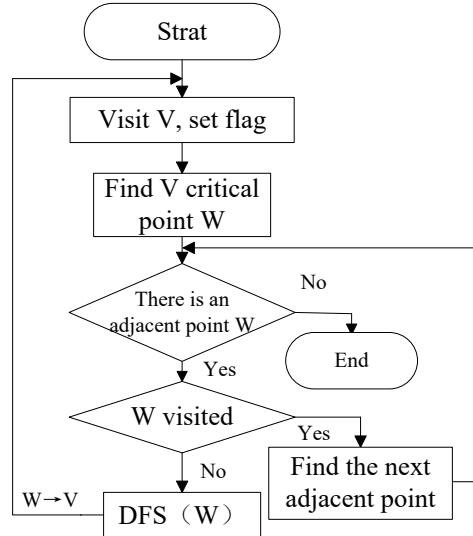 Strat
Visit V, set flag
Find V critical
point W
There is an
adjacent point W
No
End
Yes
W visited
Yes
No
Find the next
adjacent point
W→V
DFS（W）